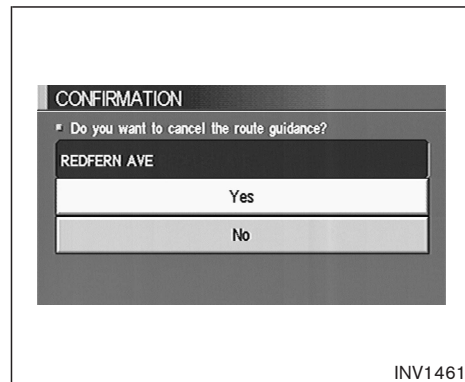 CONFIRMATION
Do you want to cancel the route guidance?
REDFERN AVE
Yes
No
INV1461